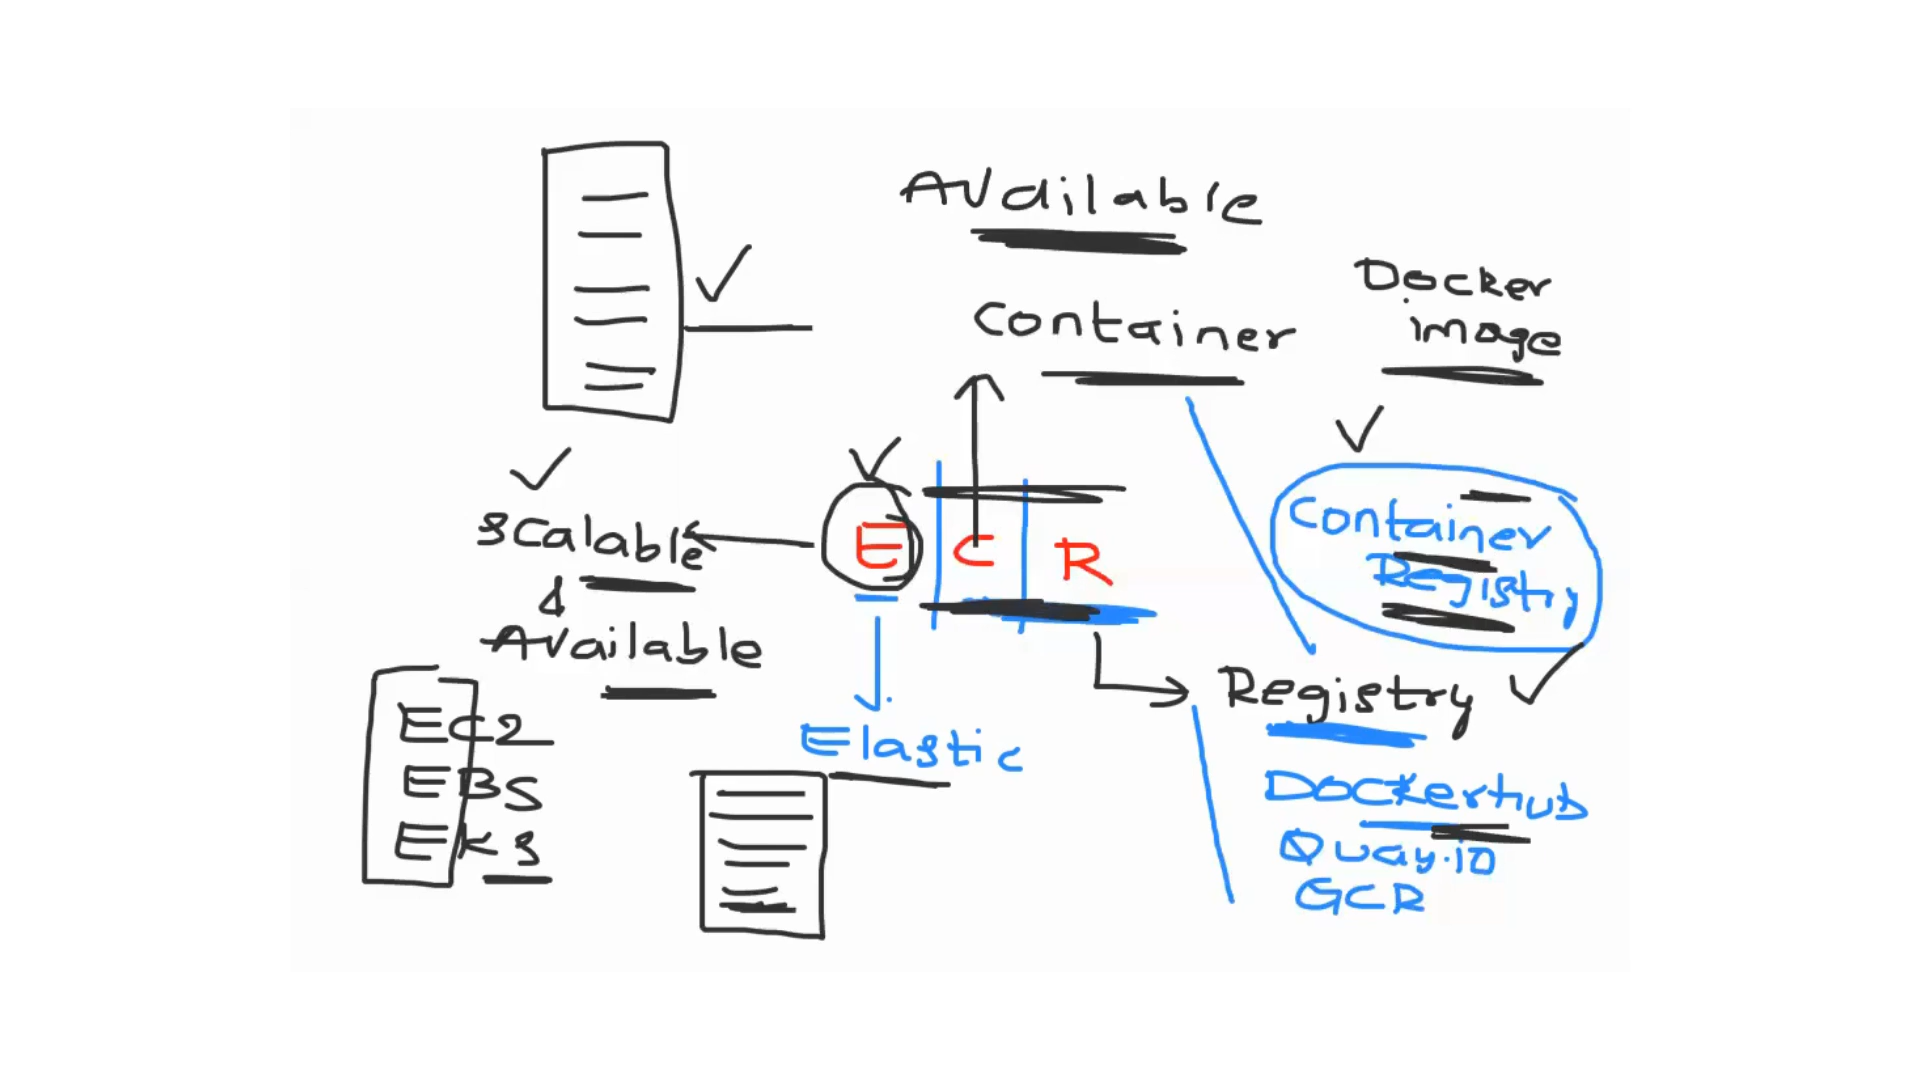 Available
Docker
image
Container
Scalable
&
Available
E C R
Container
Registry
Registry
Elastic
EC2
EBS
EKS
Dockerhub
Quay.io
GCR